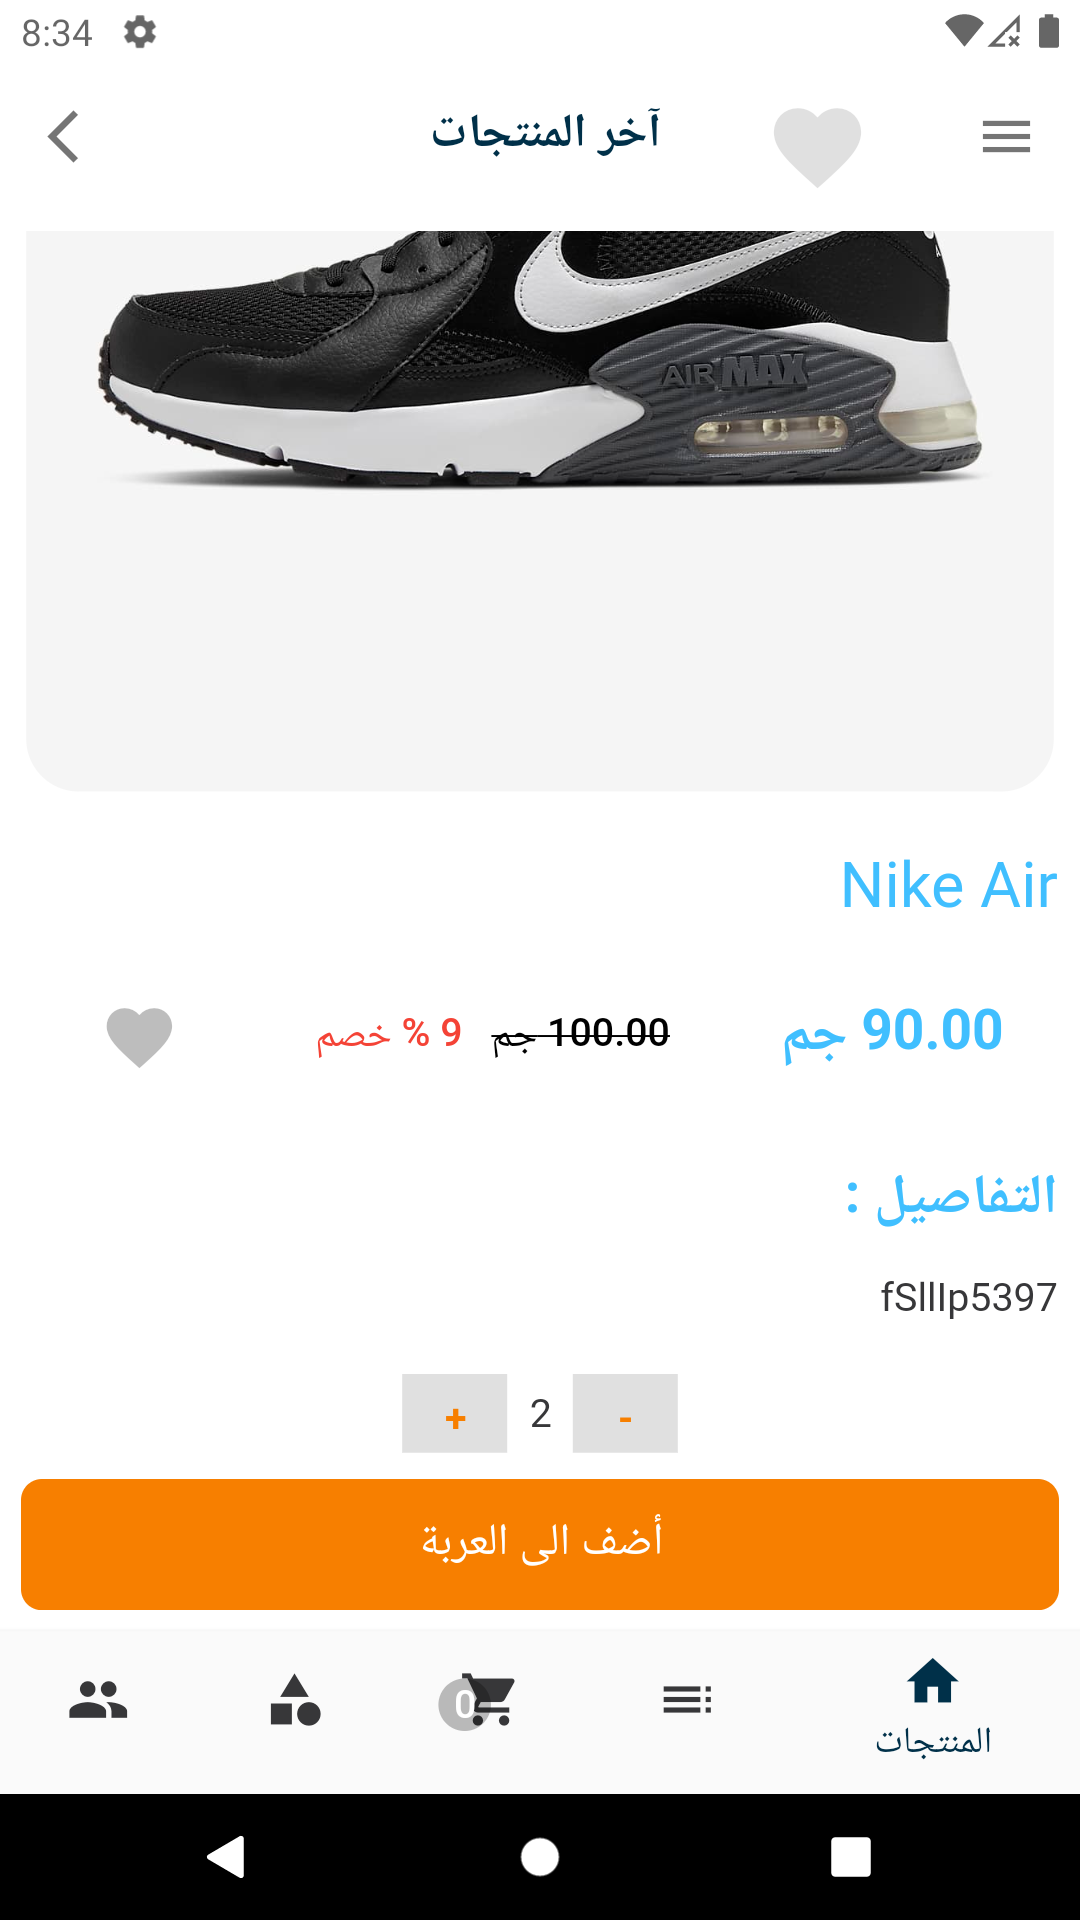 8:34
آخر المنتجات
AIR MAX
Nike Air
90.00 جم
100.00 جم
9 % خصم
التفاصيل :
fSllIp5397
+ 2 -
أضف الى العربة
0
المنتجات